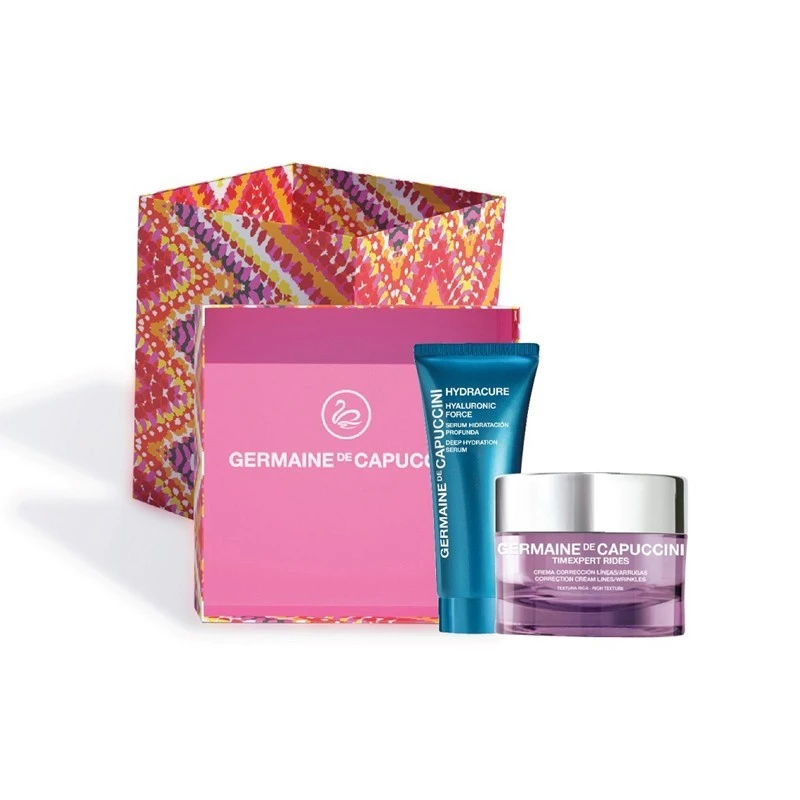 GERMAINE DE CAPUCC
GERMAINE DE CAPUCCINI
HYDRACURE
HYALURONIC
FORCE
SERUM HIDRATACIÓN
PROFUNDA
DEEP HYDRATION
SERUM
GERMAINE DE CAPUCCINI
TIMEXPERT RIDES
CREMA CORRECCIÓN LÍNEAS/ARRUGAS
CORRECTION CREAM LINES/WRINKLES
TEXTURA RICA · RICH TEXTURE